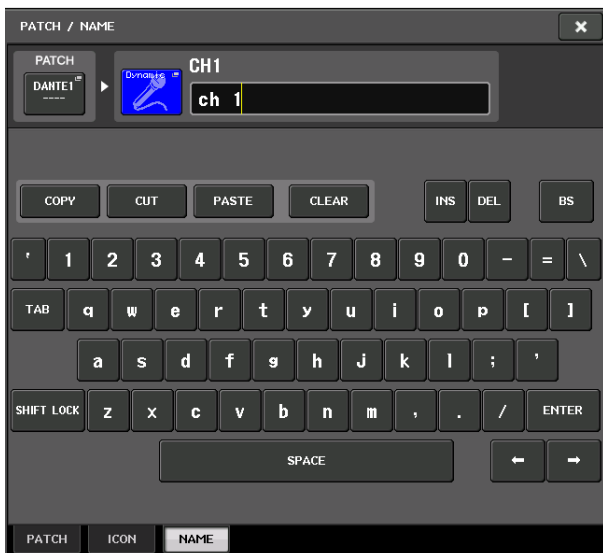 PATCH / NAME
PATCH
DANTE1
----
Dynamic
CH1
ch 1
COPY CUT PASTE CLEAR INS DEL BS
' 1 2 3 4 5 6 7 8 9 0 - = \
TAB q w e r t y u i o p [ ]
a s d f g h j k l ; '
SHIFT LOCK z x c v b n m , . / ENTER
SPACE ← →
PATCH ICON NAME